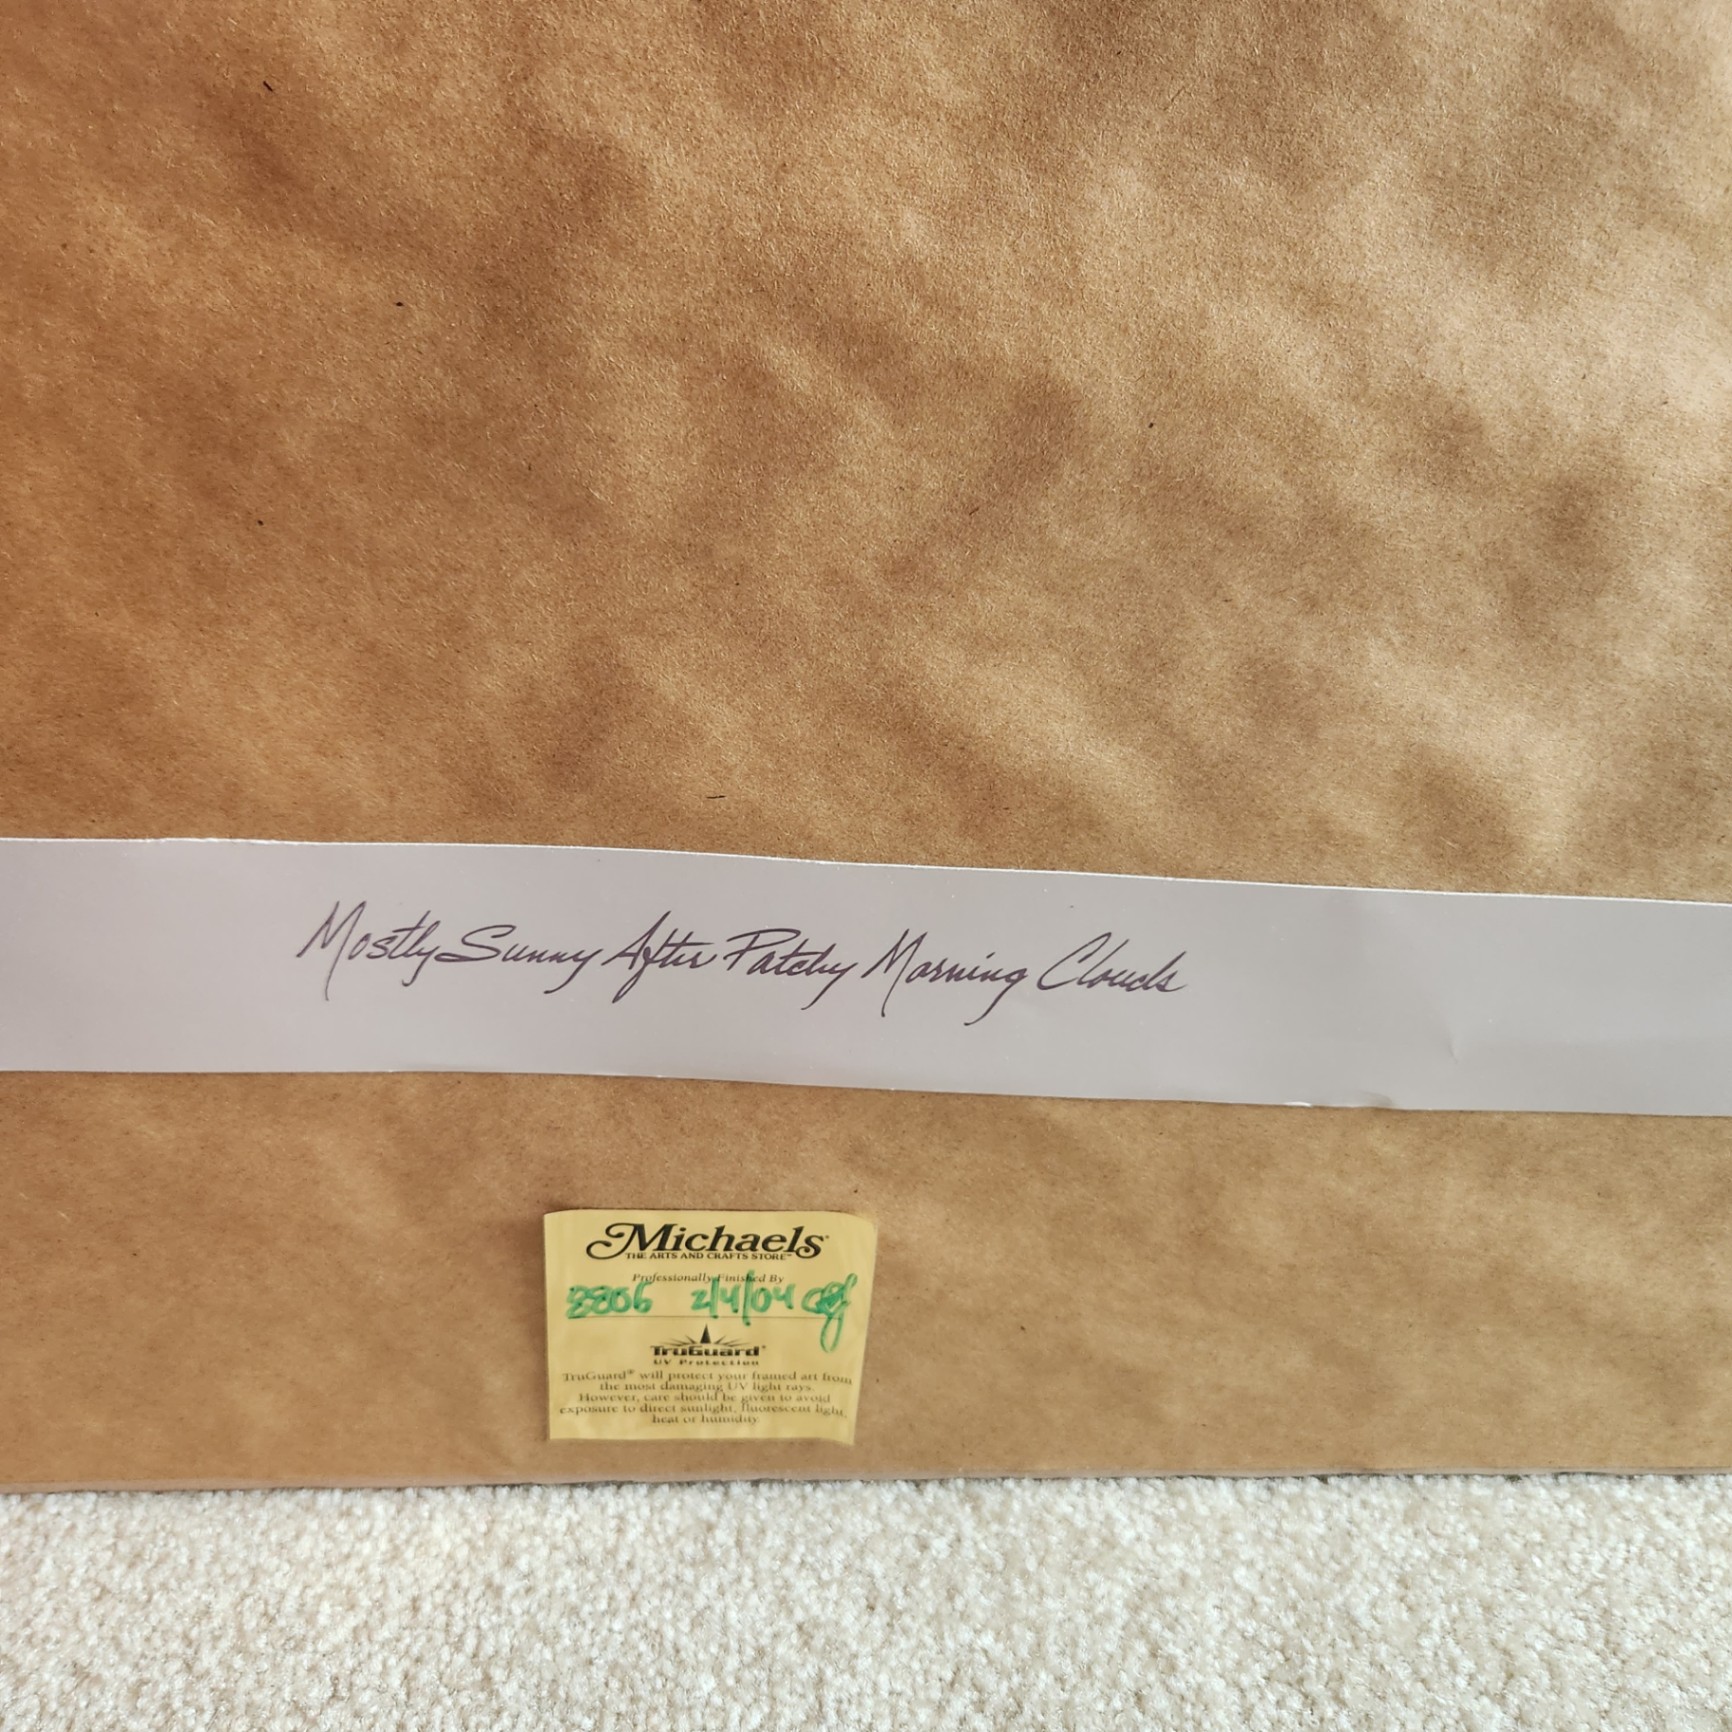 Mostly Sunny After Patchy Morning Clouds
Michaels®
THE ARTS AND CRAFTS STORE™
Professionally Finished By
8806 2/4/04
TruGuard®
UV Protection
TruGuard® will protect your framed art from
the most damaging UV light rays.
However, care should be given to avoid
exposure to direct sunlight, fluorescent light,
heat or humidity.